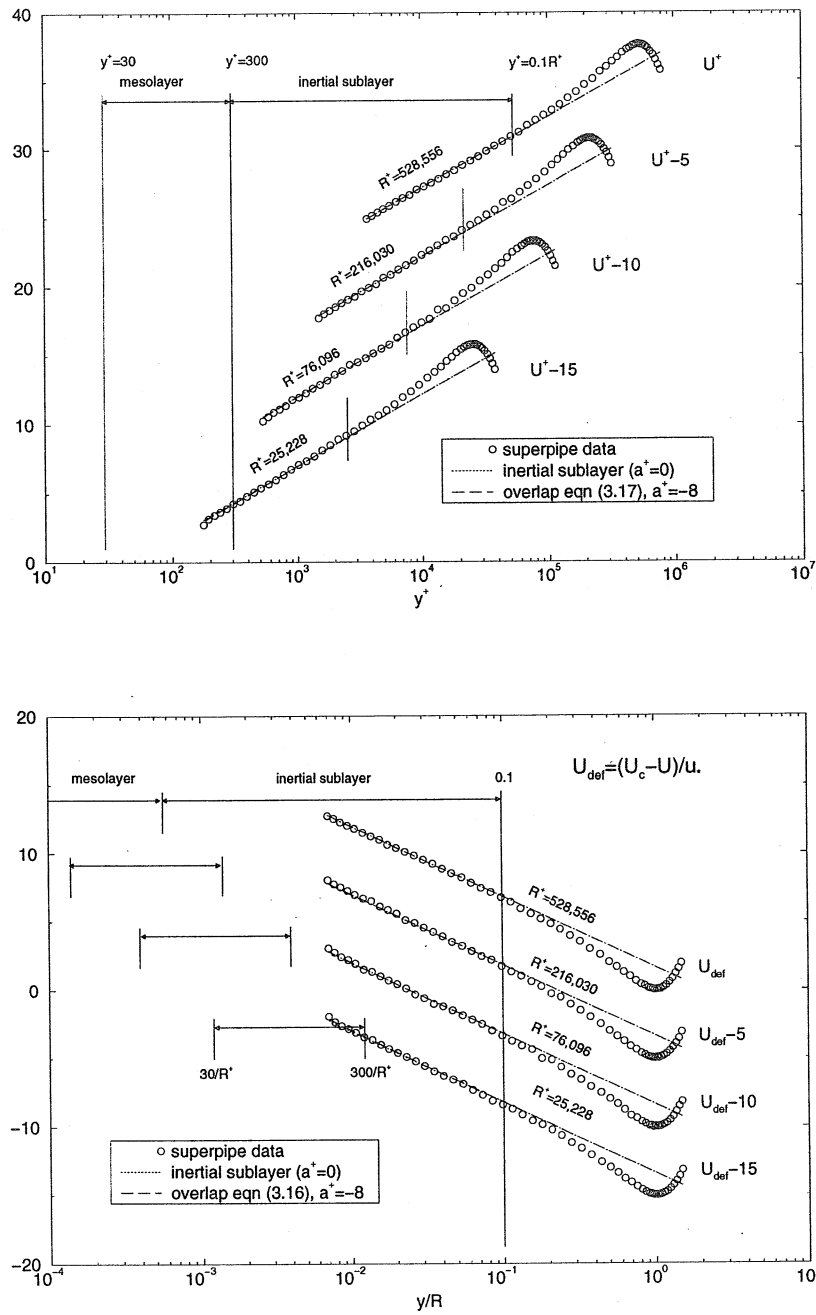 40
y⁺=30
y⁺=300
y⁺=0.1R⁺
U⁺
mesolayer
inertial sublayer
30
R⁺=528,556
U⁺−5
R⁺=216,030
20
U⁺−10
R⁺=76,096
U⁺−15
10
R⁺=25,228
superpipe data
inertial sublayer (a⁺=0)
overlap eqn (3.17), a⁺=−8
0
10¹
10²
10³
10⁴
10⁵
10⁶
10⁷
y⁺
20
mesolayer
inertial sublayer
0.1
U_def=(U_c−U)/u*
10
R⁺=528,556
U_def
R⁺=216,030
0
U_def−5
R⁺=76,096
30/R⁺
300/R⁺
R⁺=25,228
U_def−10
−10
superpipe data
inertial sublayer (a⁺=0)
overlap eqn (3.16), a⁺=−8
U_def−15
−20
10⁻⁴
10⁻³
10⁻²
10⁻¹
10⁰
10
y/R